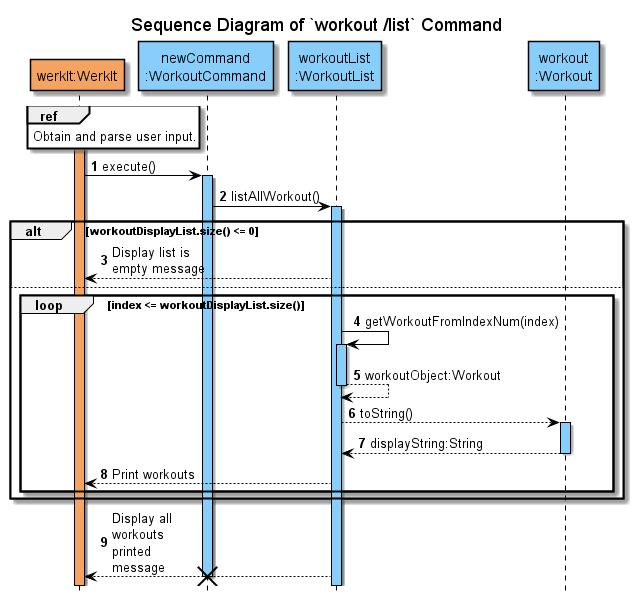 Sequence Diagram of `workout /list` Command
werkIt:WerkIt
newCommand
:WorkoutCommand
workoutList
:WorkoutList
workout
:Workout
ref
Obtain and parse user input.
1 execute()
2 listAllWorkout()
alt [workoutDisplayList.size() <= 0]
3 Display list is
empty message
loop [index <= workoutDisplayList.size()]
4 getWorkoutFromIndexNum(index)
5 workoutObject:Workout
6 toString()
7 displayString:String
8 Print workouts
9 Display all
workouts
printed
message